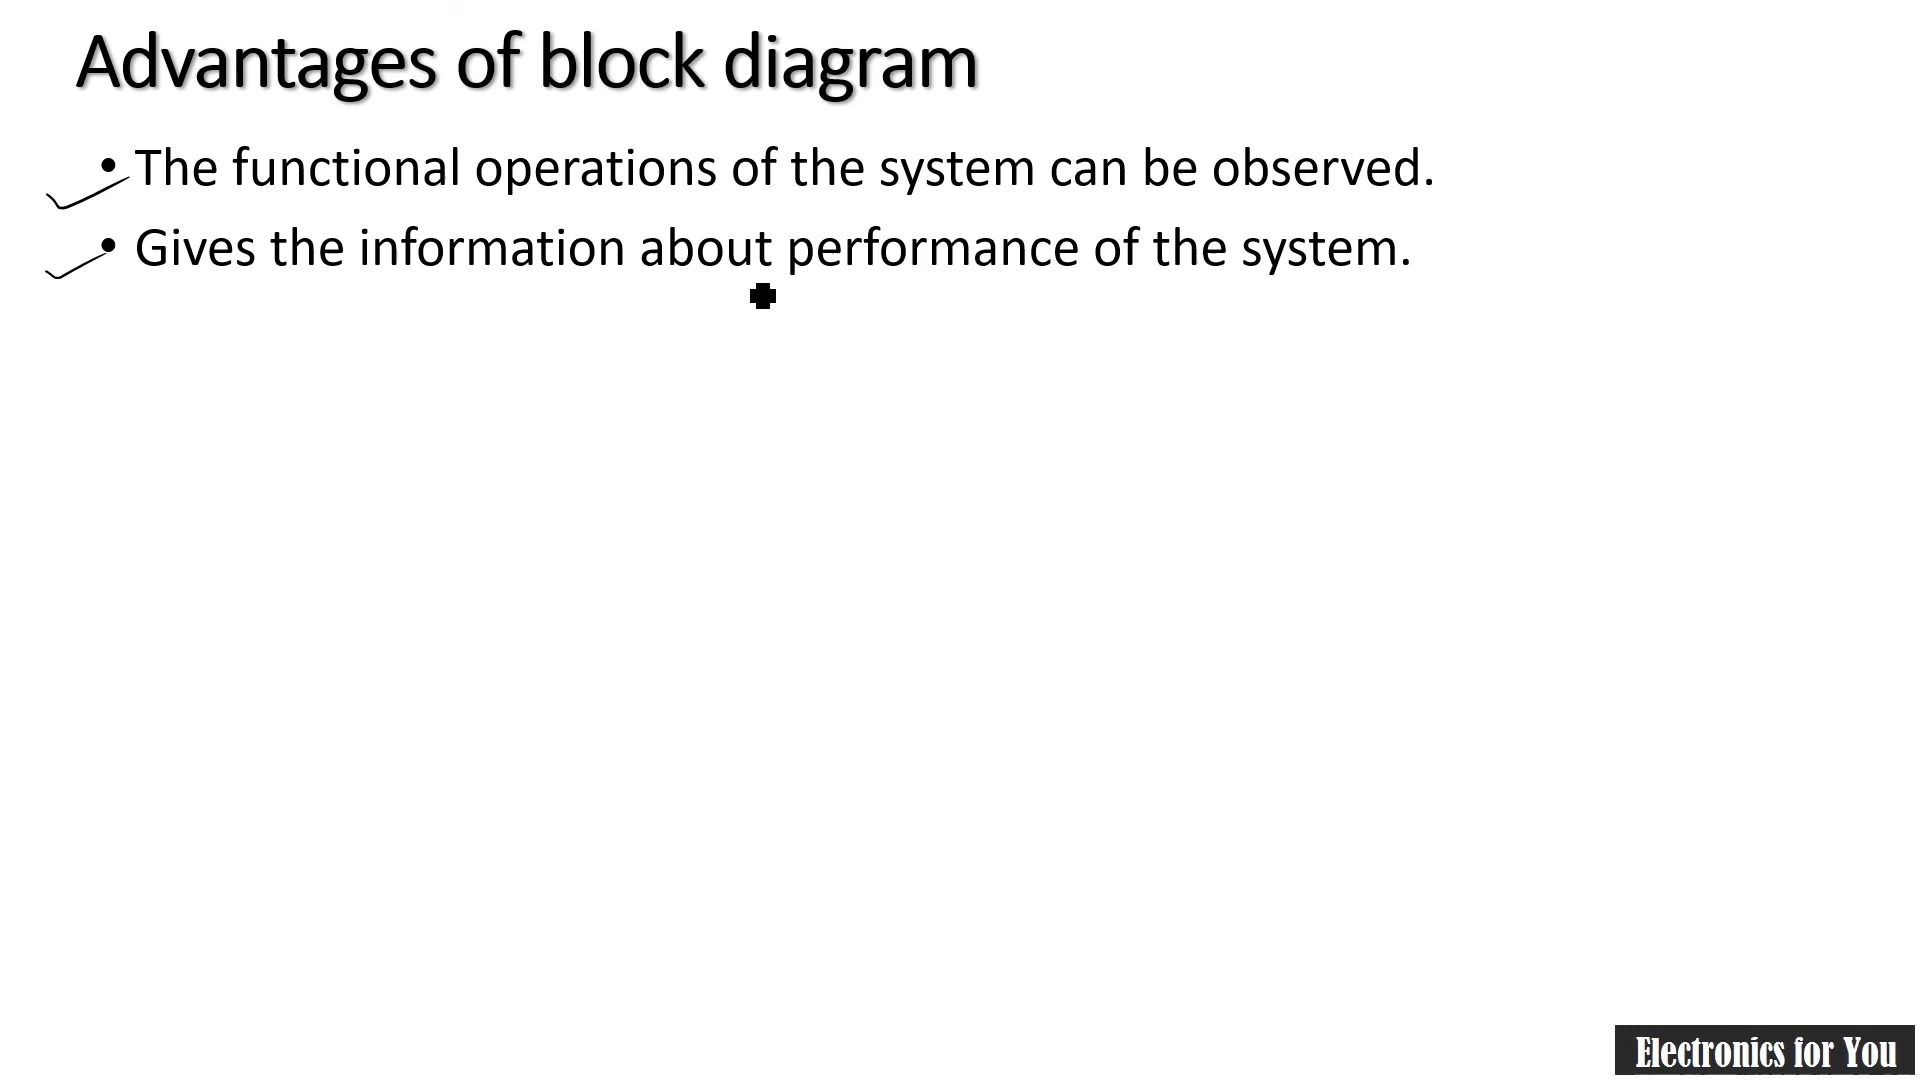 Advantages of block diagram
• The functional operations of the system can be observed.
• Gives the information about performance of the system.
Electronics for You